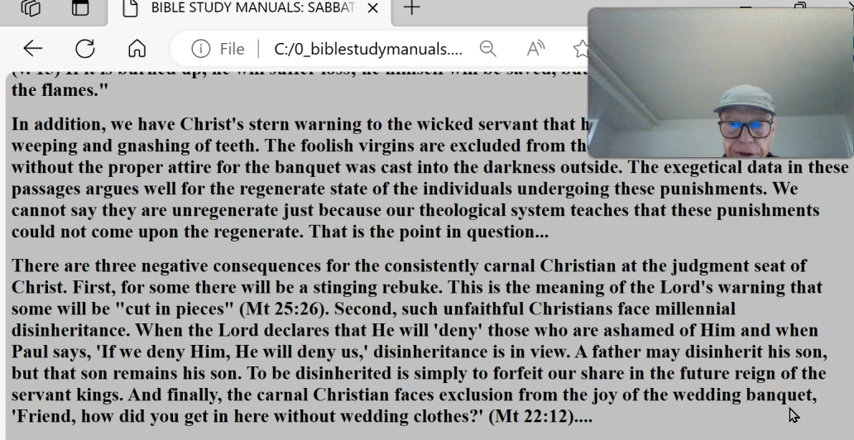 BIBLE STUDY MANUALS: SABBAT
File C:/0_biblestudymanuals....
the flames."
In addition, we have Christ's stern warning to the wicked servant that h
weeping and gnashing of teeth. The foolish virgins are excluded from th
without the proper attire for the banquet was cast into the darkness outside. The exegetical data in these
passages argues well for the regenerate state of the individuals undergoing these punishments. We
cannot say they are unregenerate just because our theological system teaches that these punishments
could not come upon the regenerate. That is the point in question...
There are three negative consequences for the consistently carnal Christian at the judgment seat of
Christ. First, for some there will be a stinging rebuke. This is the meaning of the Lord's warning that
some will be "cut in pieces" (Mt 25:26). Second, such unfaithful Christians face millennial
disinheritance. When the Lord declares that He will 'deny' those who are ashamed of Him and when
Paul says, 'If we deny Him, He will deny us,' disinheritance is in view. A father may disinherit his son,
but that son remains his son. To be disinherited is simply to forfeit our share in the future reign of the
servant kings. And finally, the carnal Christian faces exclusion from the joy of the wedding banquet,
'Friend, how did you get in here without wedding clothes?' (Mt 22:12)....